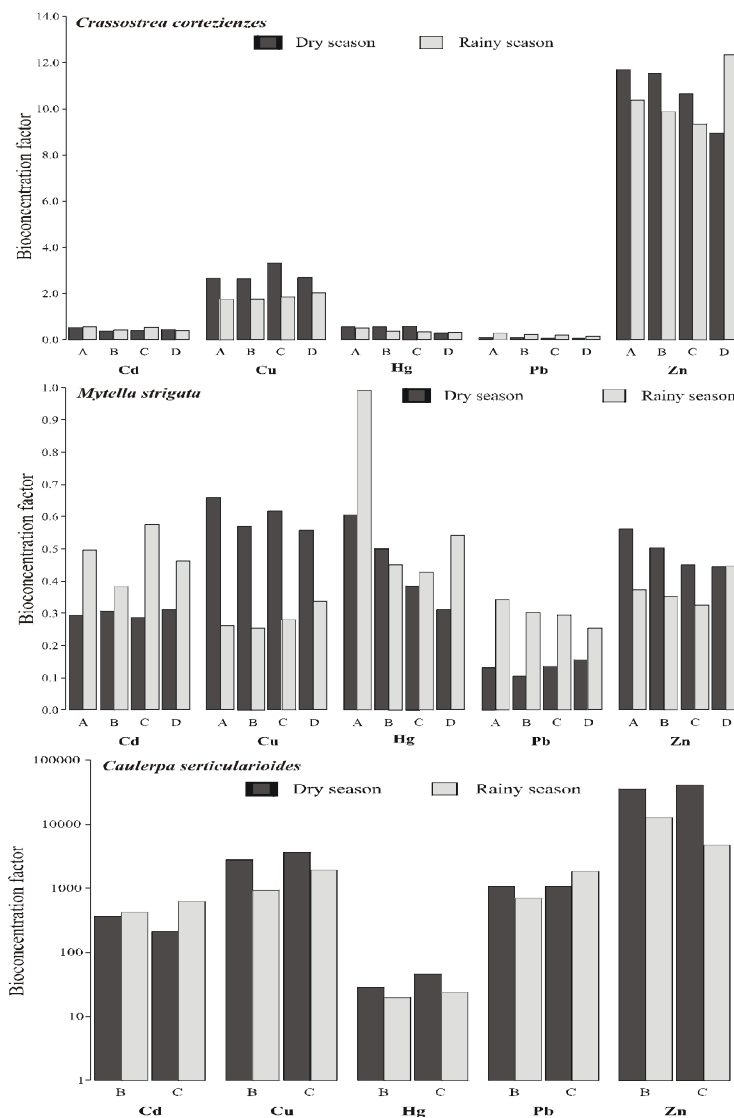 Crassostrea cortezienzes
Dry season Rainy season
Bioconcentration factor
14.0
12.0
10.0
8.0
6.0
4.0
2.0
0.0
A B C D A B C D A B C D A B C D A B C D
Cd Cu Hg Pb Zn
Mytella strigata
Dry season Rainy season
Bioconcentration factor
1.0
0.9
0.8
0.7
0.6
0.5
0.4
0.3
0.2
0.1
0.0
A B C D A B C D A B C D A B C D A B C D
Cd Cu Hg Pb Zn
Caulerpa serticularioides
Dry season Rainy season
Bioconcentration factor
100000
10000
1000
100
10
1
B C B C B C B C B C
Cd Cu Hg Pb Zn